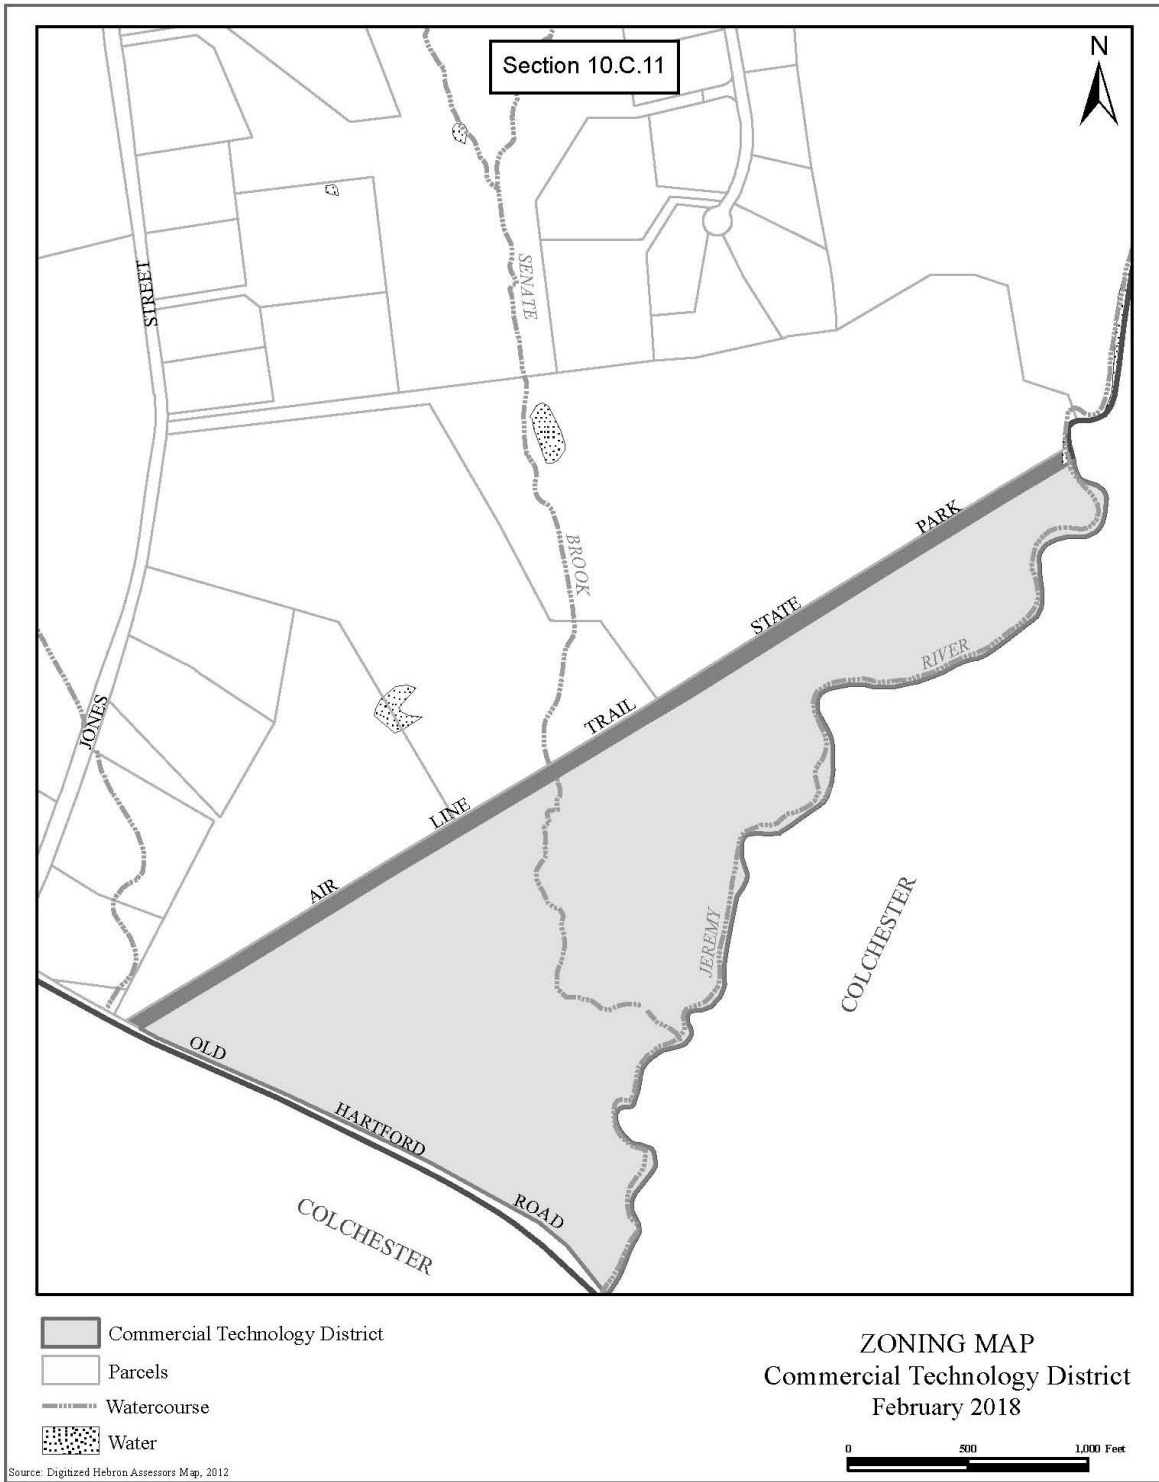 Section 10.C.11
N
STREET
SENATE
BROOK
PARK
STATE
RIVER
JONES
TRAIL
LINE
AIR
JEREMY
COLCHESTER
OLD
HARTFORD
ROAD
COLCHESTER
Commercial Technology District
Parcels
Watercourse
Water
Source: Digitized Hebron Assessors Map, 2012
ZONING MAP
Commercial Technology District
February 2018
0 500 1,000 Feet